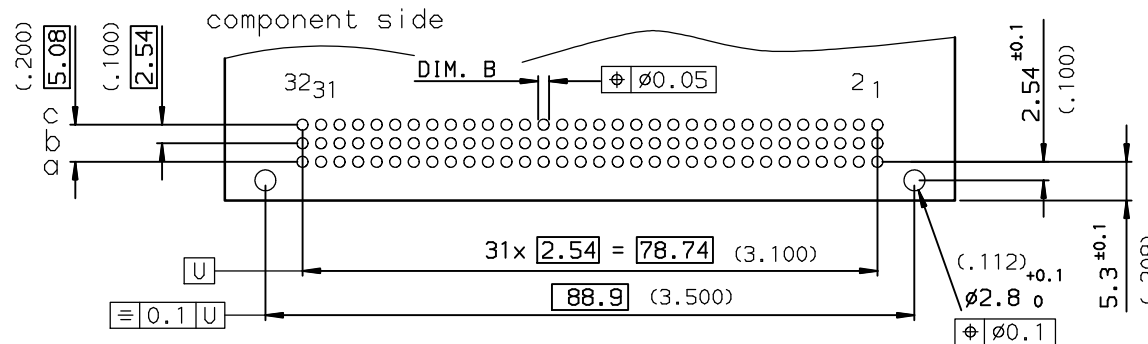 component side
(.200)
5.08
(.100)
2.54
DIM. B
⌖ ø0.05
32 31
2 1
c
b
a
2.54 ±0.1
(.100)
31x 2.54 = 78.74 (3.100)
U
88.9 (3.500)
⌯ 0.1 U
(.112)
ø2.8 +0.1 0
⌖ ø0.1
5.3 ±0.1